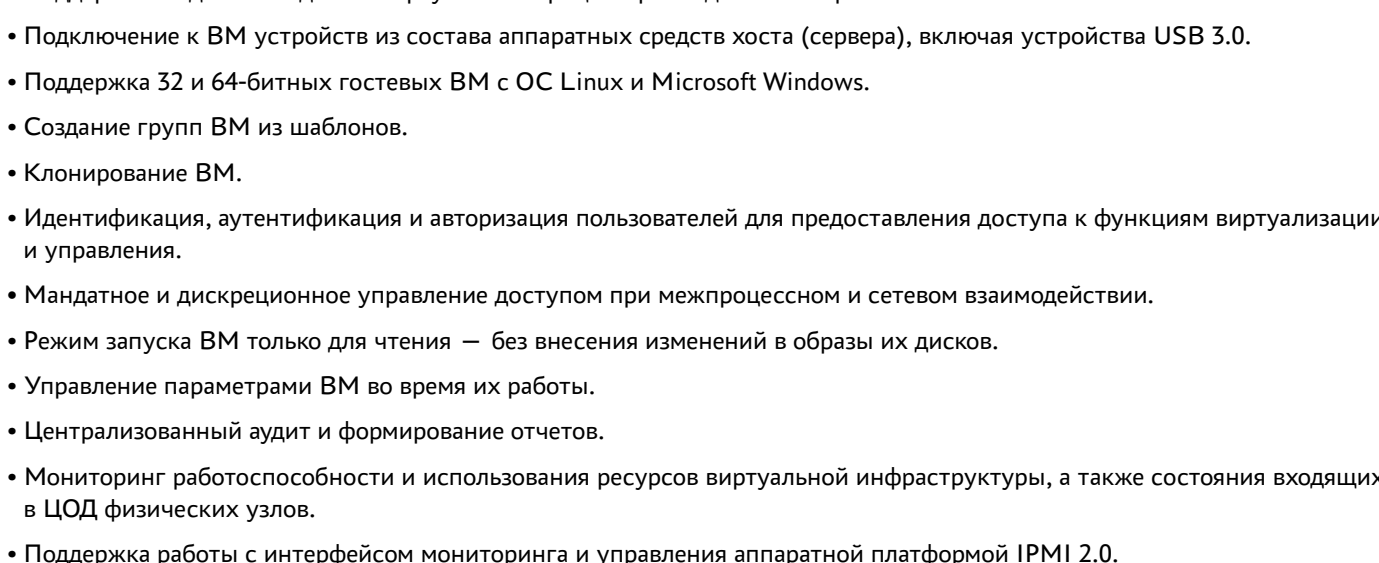 • Подключение к ВМ устройств из состава аппаратных средств хоста (сервера), включая устройства USB 3.0.
• Поддержка 32 и 64-битных гостевых ВМ с ОС Linux и Microsoft Windows.
• Создание групп ВМ из шаблонов.
• Клонирование ВМ.
• Идентификация, аутентификация и авторизация пользователей для предоставления доступа к функциям виртуализации
и управления.
• Мандатное и дискреционное управление доступом при межпроцессном и сетевом взаимодействии.
• Режим запуска ВМ только для чтения — без внесения изменений в образы их дисков.
• Управление параметрами ВМ во время их работы.
• Централизованный аудит и формирование отчетов.
• Мониторинг работоспособности и использования ресурсов виртуальной инфраструктуры, а также состояния входящих
в ЦОД физических узлов.
• Поддержка работы с интерфейсом мониторинга и управления аппаратной платформой IPMI 2.0.